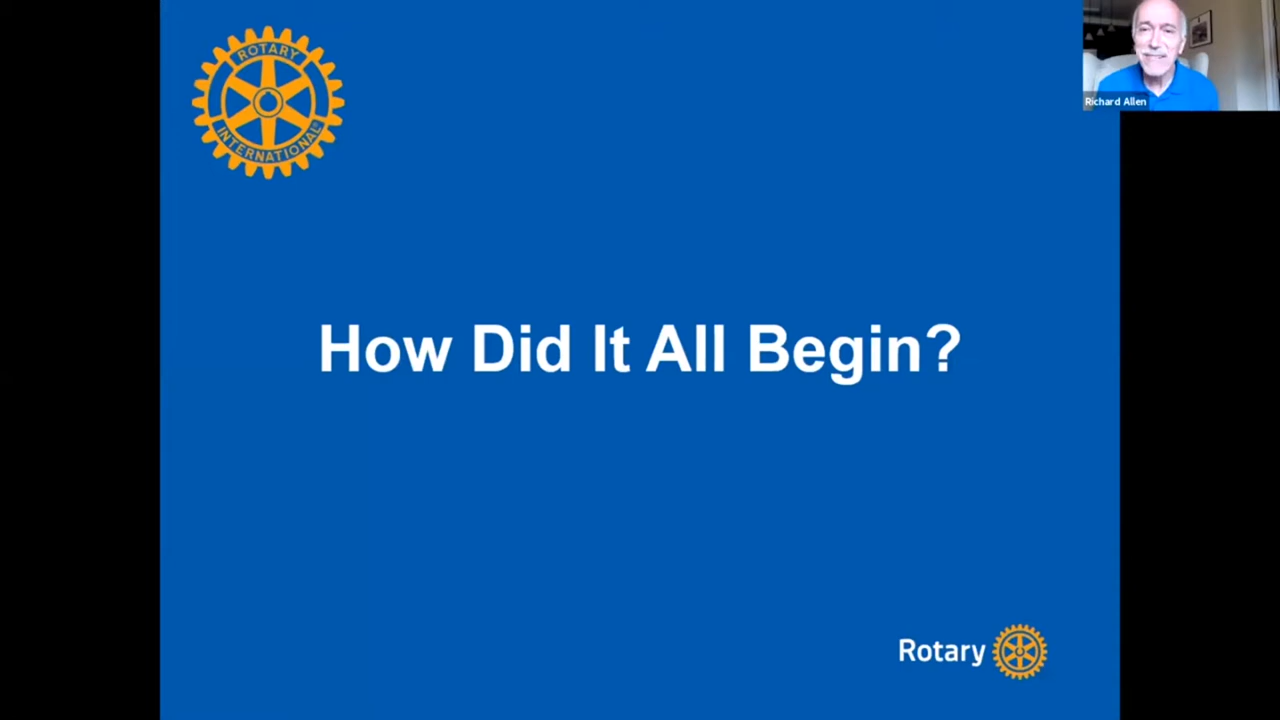 ROTARY
INTERNATIONAL
Richard Allen
How Did It All Begin?
Rotary